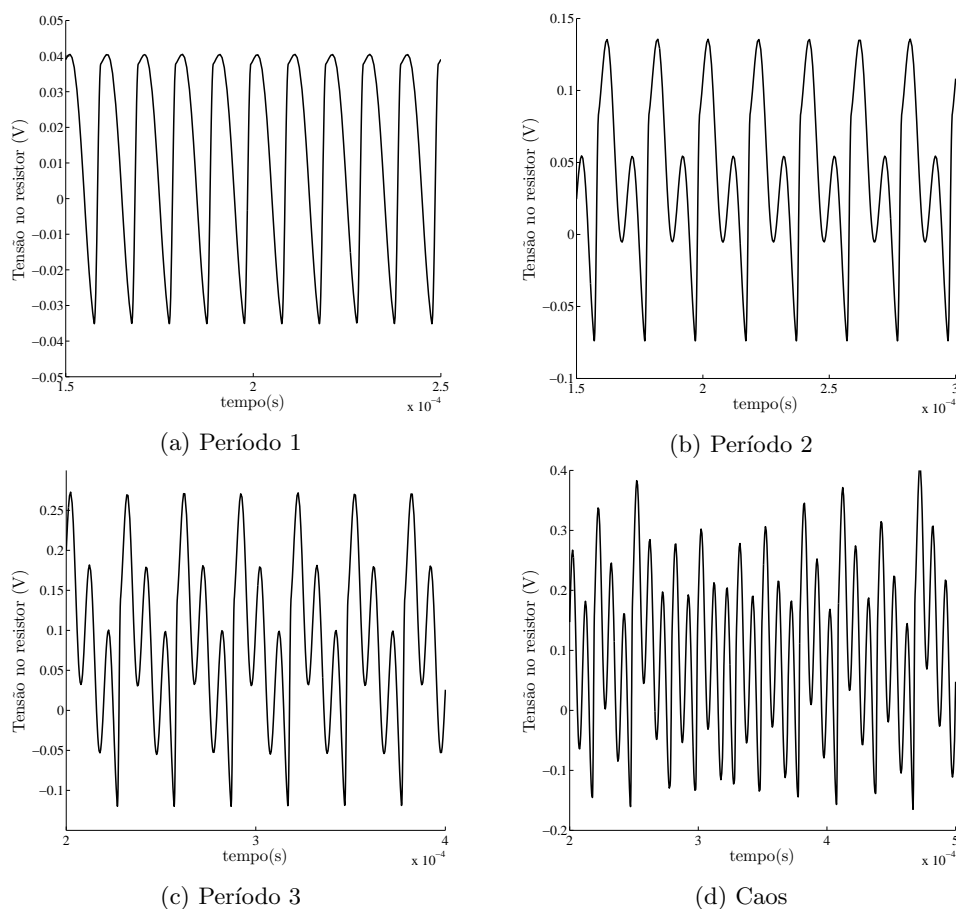 0.05
0.04
0.03
0.02
0.01
0
−0.01
−0.02
−0.03
−0.04
−0.05
Tensão no resistor (V)
1.5
2
2.5
tempo(s)
x 10⁻⁴
(a) Período 1
0.15
0.1
0.05
0
−0.05
−0.1
Tensão no resistor (V)
1.5
2
2.5
3
tempo(s)
x 10⁻⁴
(b) Período 2
0.25
0.2
0.15
0.1
0.05
0
−0.05
−0.1
Tensão no resistor (V)
2
3
4
tempo(s)
x 10⁻⁴
(c) Período 3
0.4
0.3
0.2
0.1
0
−0.1
−0.2
Tensão no resistor (V)
2
3
4
5
tempo(s)
x 10⁻⁴
(d) Caos